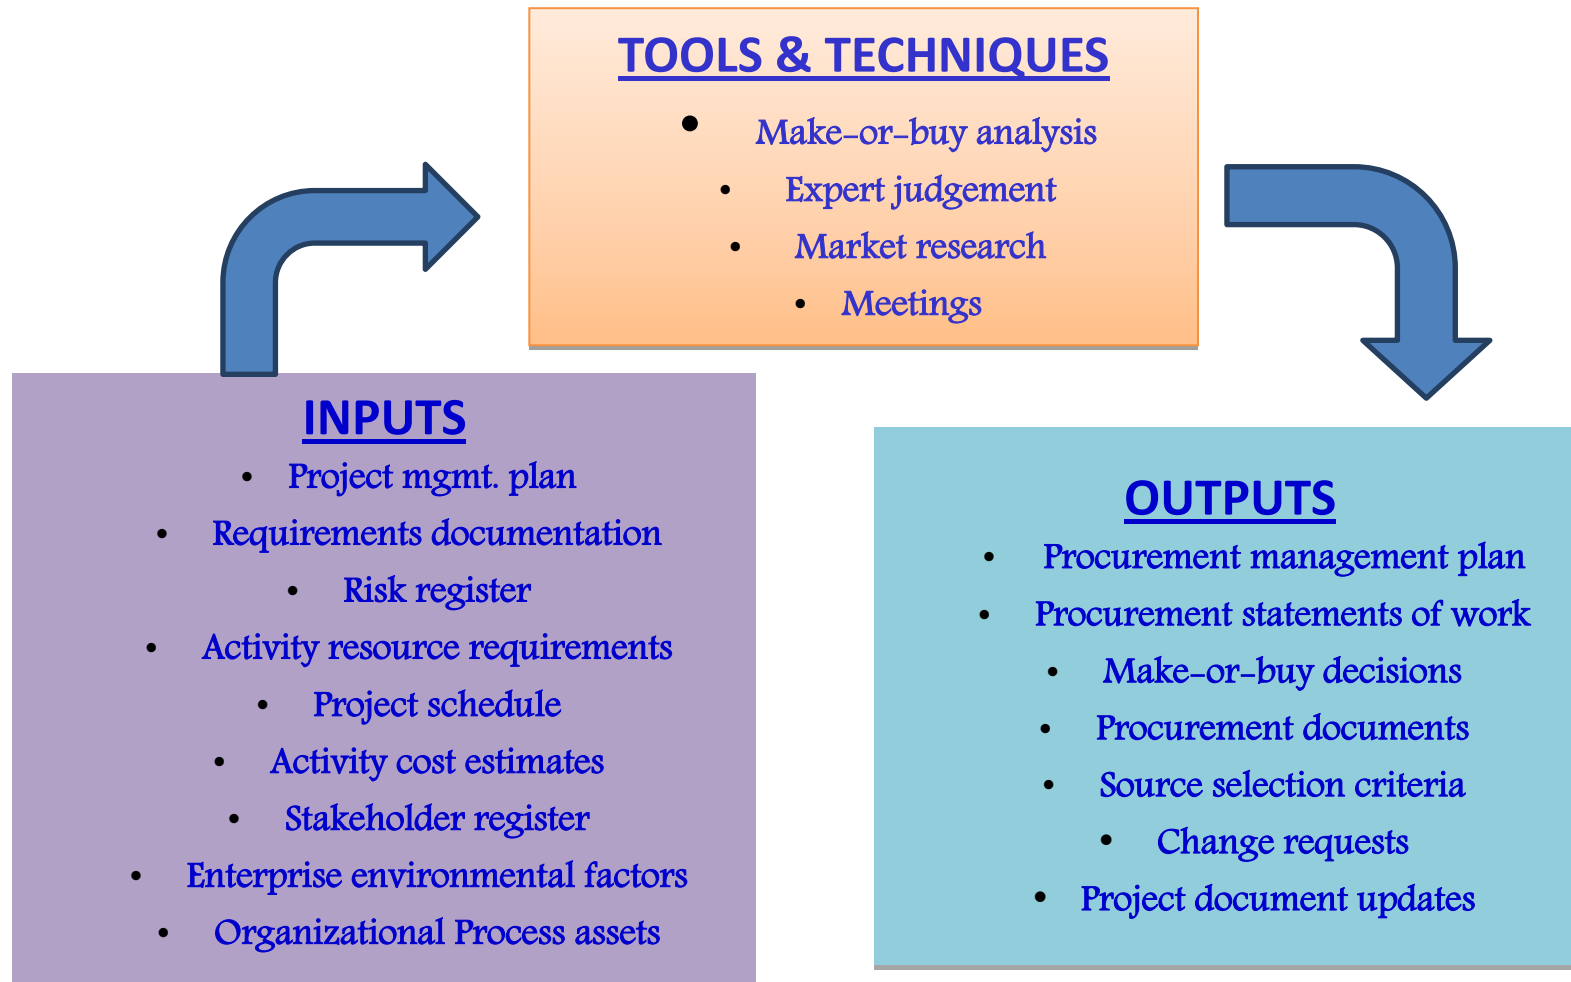 TOOLS & TECHNIQUES
• Make-or-buy analysis
• Expert judgement
• Market research
• Meetings
INPUTS
• Project mgmt. plan
• Requirements documentation
• Risk register
• Activity resource requirements
• Project schedule
• Activity cost estimates
• Stakeholder register
• Enterprise environmental factors
• Organizational Process assets
OUTPUTS
• Procurement management plan
• Procurement statements of work
• Make-or-buy decisions
• Procurement documents
• Source selection criteria
• Change requests
• Project document updates